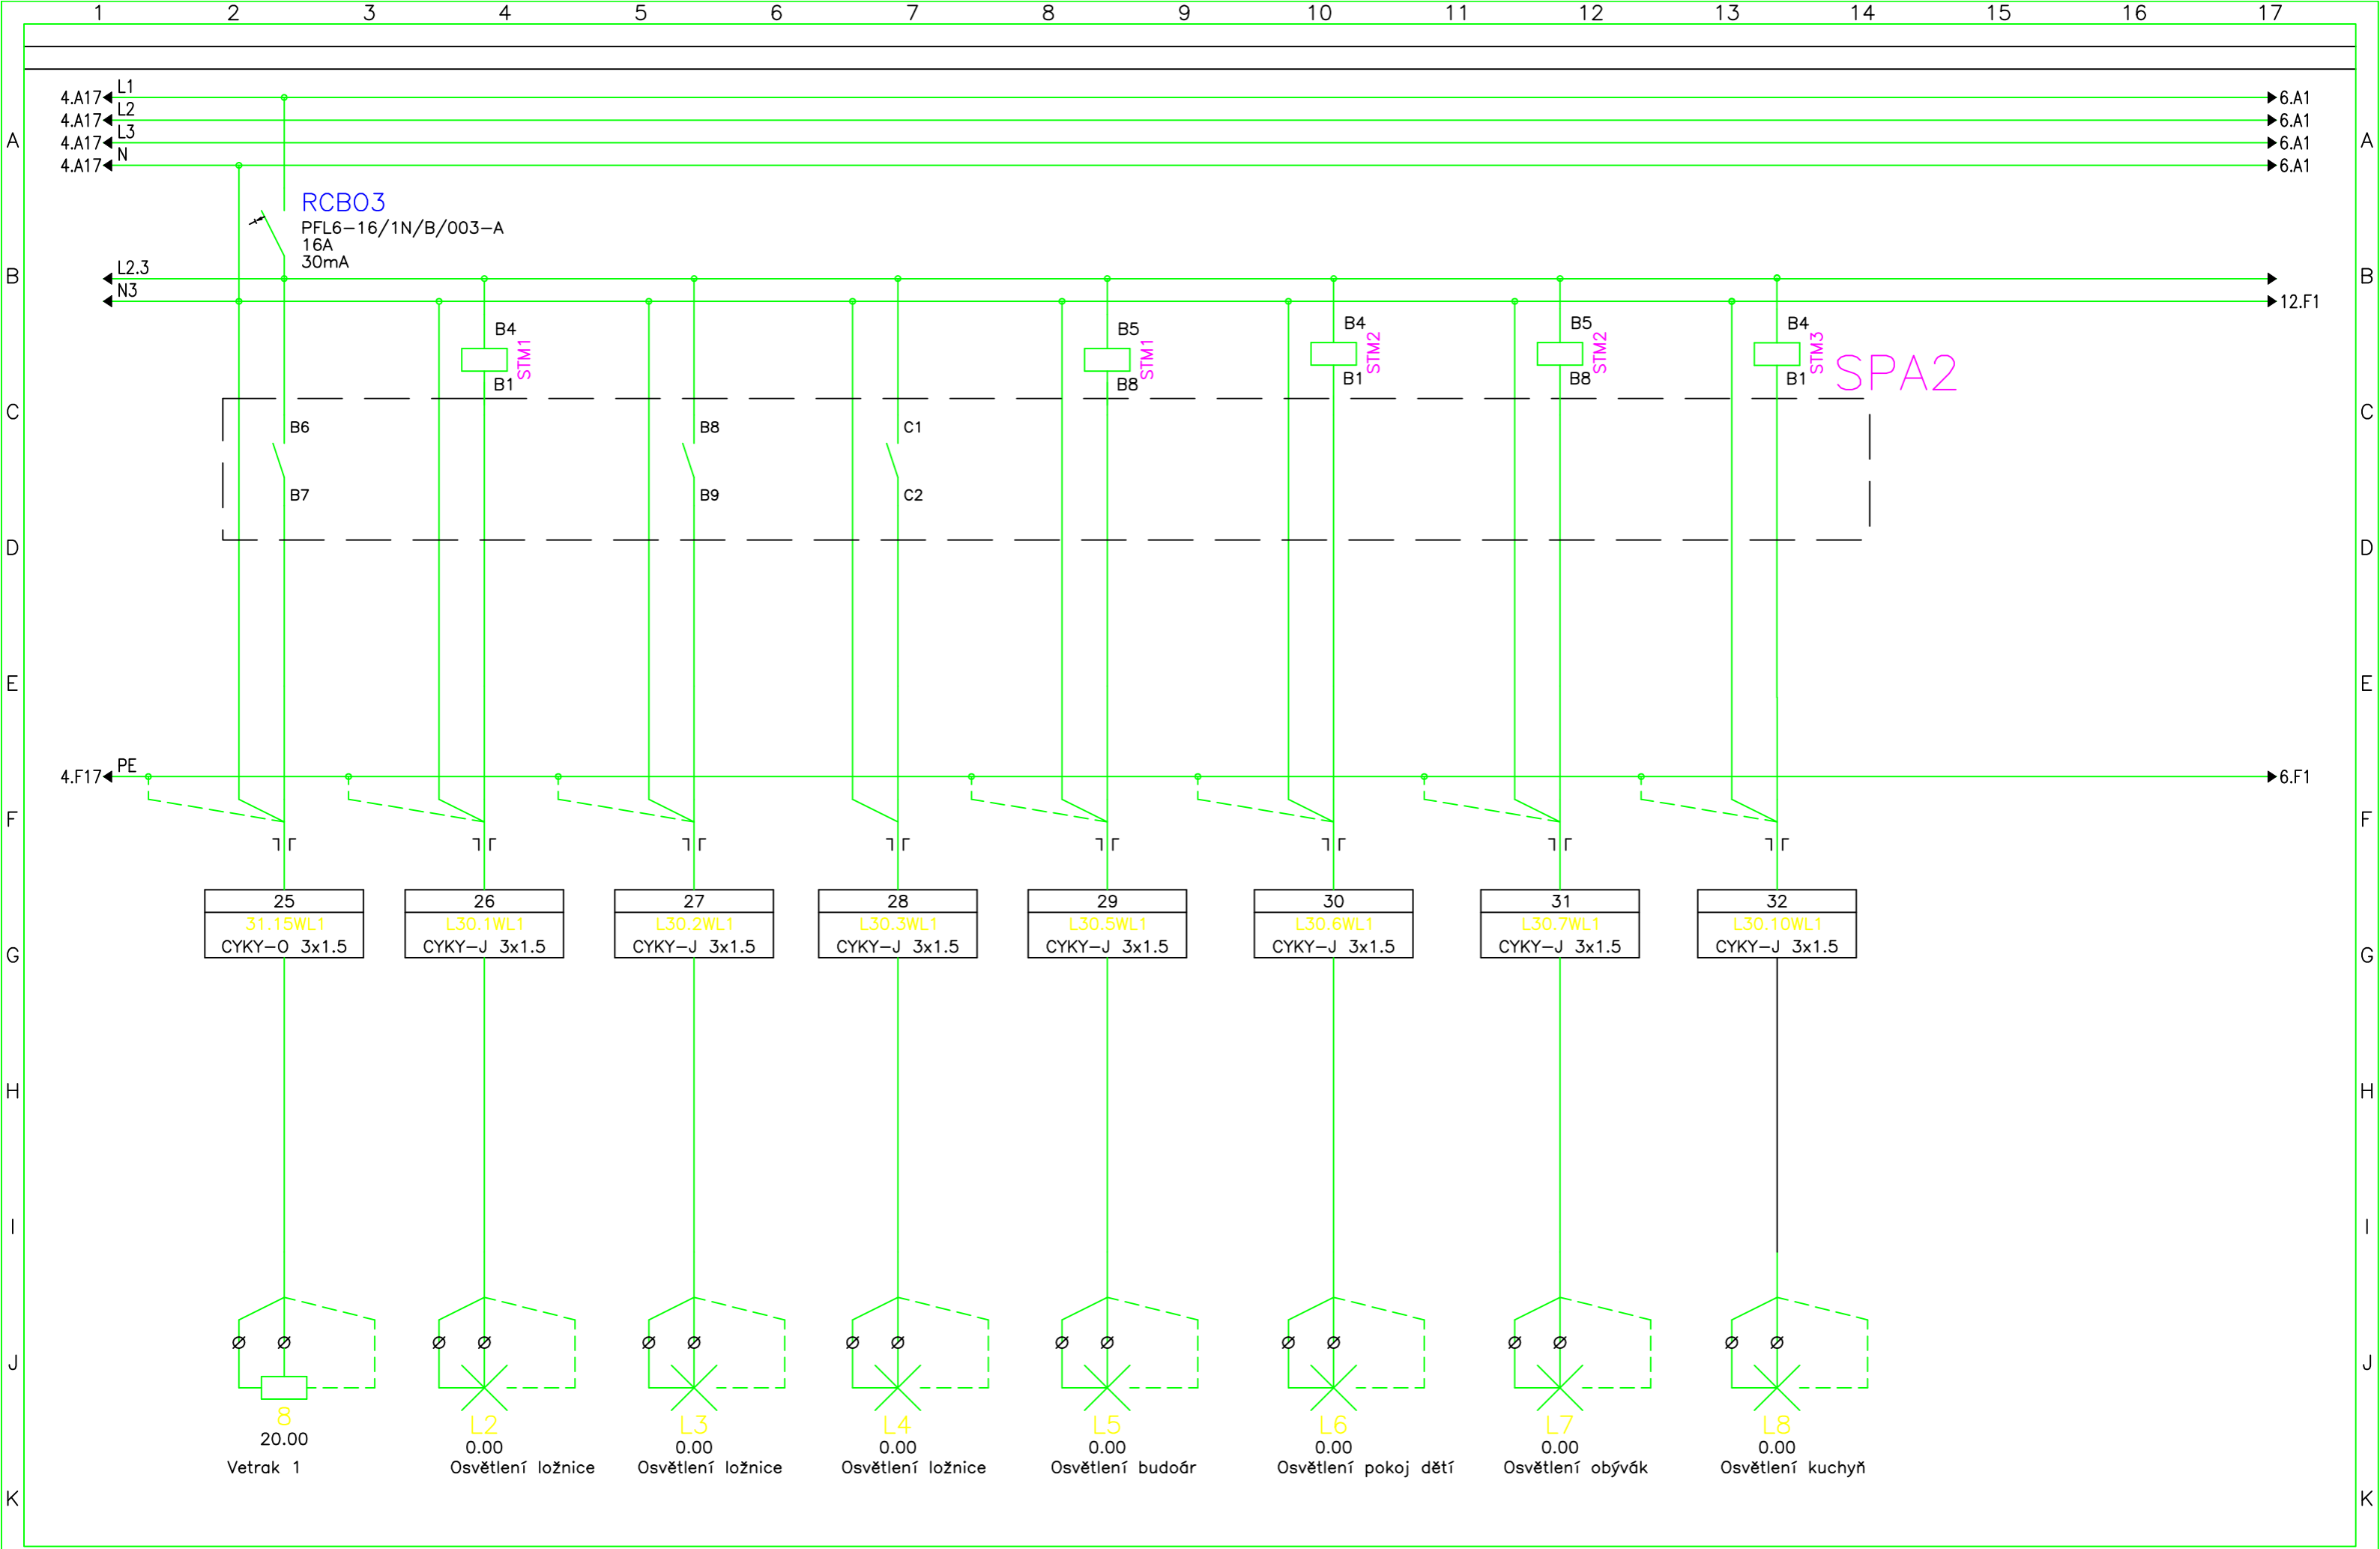 1 2 3 4 5 6 7 8 9 10 11 12 13 14 15 16 17
4.A17 L1 6.A1
4.A17 L2 6.A1
4.A17 L3 6.A1
A A
4.A17 N 6.A1
RCBO3
PFL6-16/1N/B/003-A
16A
30mA
B L2.3 B
N3 12.F1
B4 STM1 B1
B5 STM1 B8
B4 STM2 B1
B5 STM2 B8
B4 STM3 B1
SPA2
C C
B6 B8 C1
B7 B9 C2
D D
E E
4.F17 PE 6.F1
F F
25 26 27 28 29 30 31 32
31.15WL1 L30.1WL1 L30.2WL1 L30.3WL1 L30.5WL1 L30.6WL1 L30.7WL1 L30.10WL1
CYKY-O 3x1.5 CYKY-J 3x1.5 CYKY-J 3x1.5 CYKY-J 3x1.5 CYKY-J 3x1.5 CYKY-J 3x1.5 CYKY-J 3x1.5 CYKY-J 3x1.5
G G
H H
I I
J J
8 L2 L3 L4 L5 L6 L7 L8
20.00 0.00 0.00 0.00 0.00 0.00 0.00 0.00
Vetrak 1 Osvětlení ložnice Osvětlení ložnice Osvětlení ložnice Osvětlení budoár Osvětlení pokoj dětí Osvětlení obývák Osvětlení kuchyň
K K